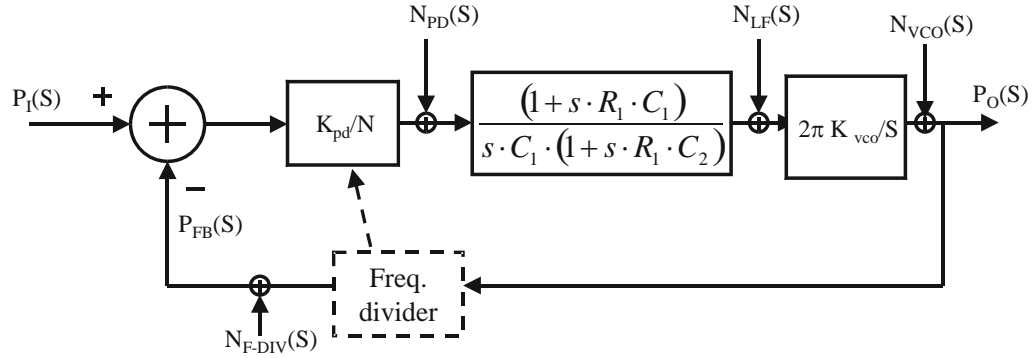 N_PD(S)
N_LF(S)
N_VCO(S)
P_I(S)
+
K_pd/N
(1 + s · R_1 · C_1)
s · C_1 · (1 + s · R_1 · C_2)
2π K_vco/S
P_O(S)
−
P_FB(S)
Freq.
divider
N_F-DIV(S)